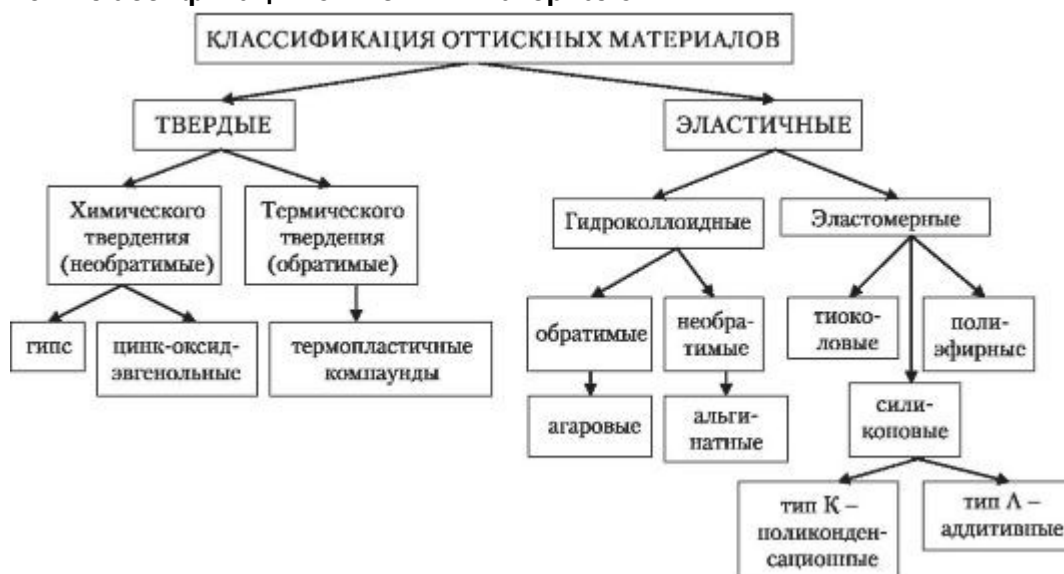 КЛАССИФИКАЦИЯ ОТТИСКНЫХ МАТЕРИАЛОВ
ТВЕРДЫЕ
ЭЛАСТИЧНЫЕ
Химического
твердения
(необратимые)
Термического
твердения
(обратимые)
Гидроколлоидные
Эластомерные
гипс
цинк-оксид-
эвгенольные
термопластичные
компаунды
обратимые
необра-
тимые
тиоко-
ловые
поли-
эфирные
агаровые
альги-
натные
сили-
коновые
тип К –
поликонден-
сационные
тип А –
аддитивные